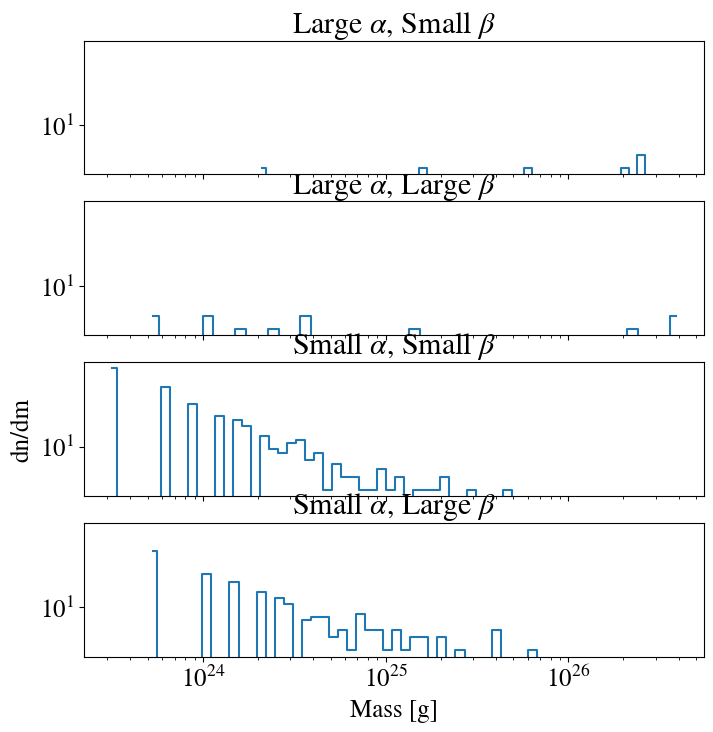 Large α, Small β
10¹
Large α, Large β
10¹
Small α, Small β
10¹
dn/dm
Small α, Large β
10¹
10²⁴ 10²⁵ 10²⁶
Mass [g]